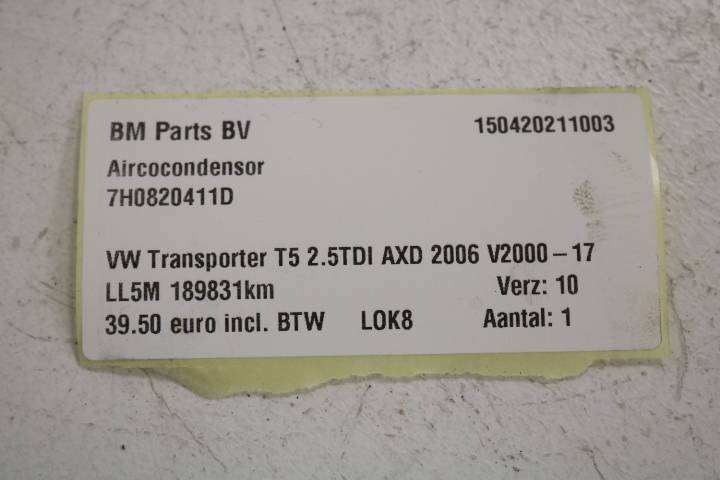 BM Parts BV 150420211003
Aircocondensor
7H0820411D
VW Transporter T5 2.5TDI AXD 2006 V2000-17
LL5M 189831km Verz: 10
39.50 euro incl. BTW LOK8 Aantal: 1